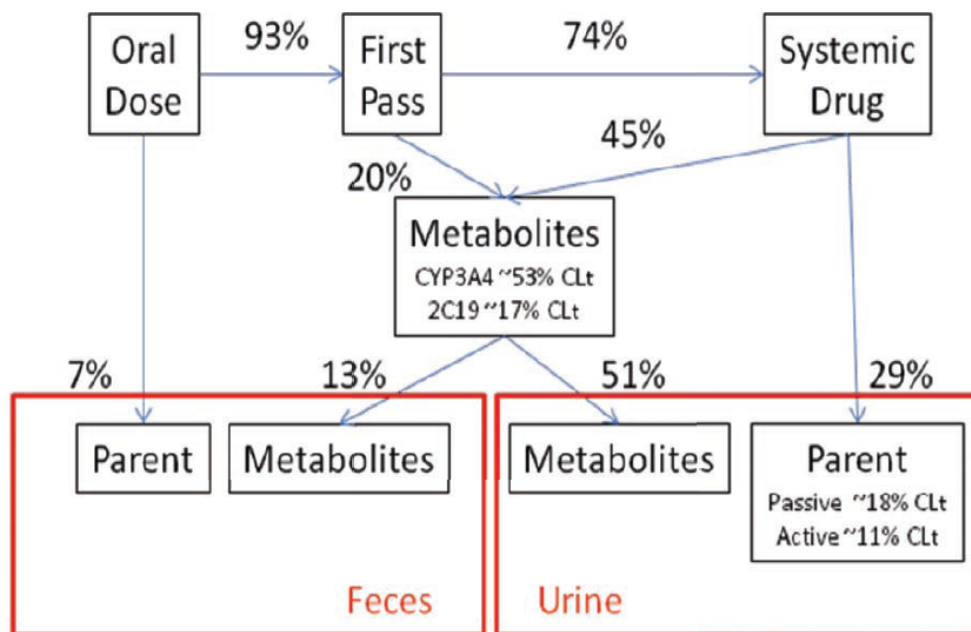 Oral
Dose
93%
First
Pass
74%
Systemic
Drug
20%
45%
Metabolites
CYP3A4 ~53% CLt
2C19 ~17% CLt
7%
13%
51%
29%
Parent
Metabolites
Metabolites
Parent
Passive ~18% CLt
Active ~11% CLt
Feces
Urine